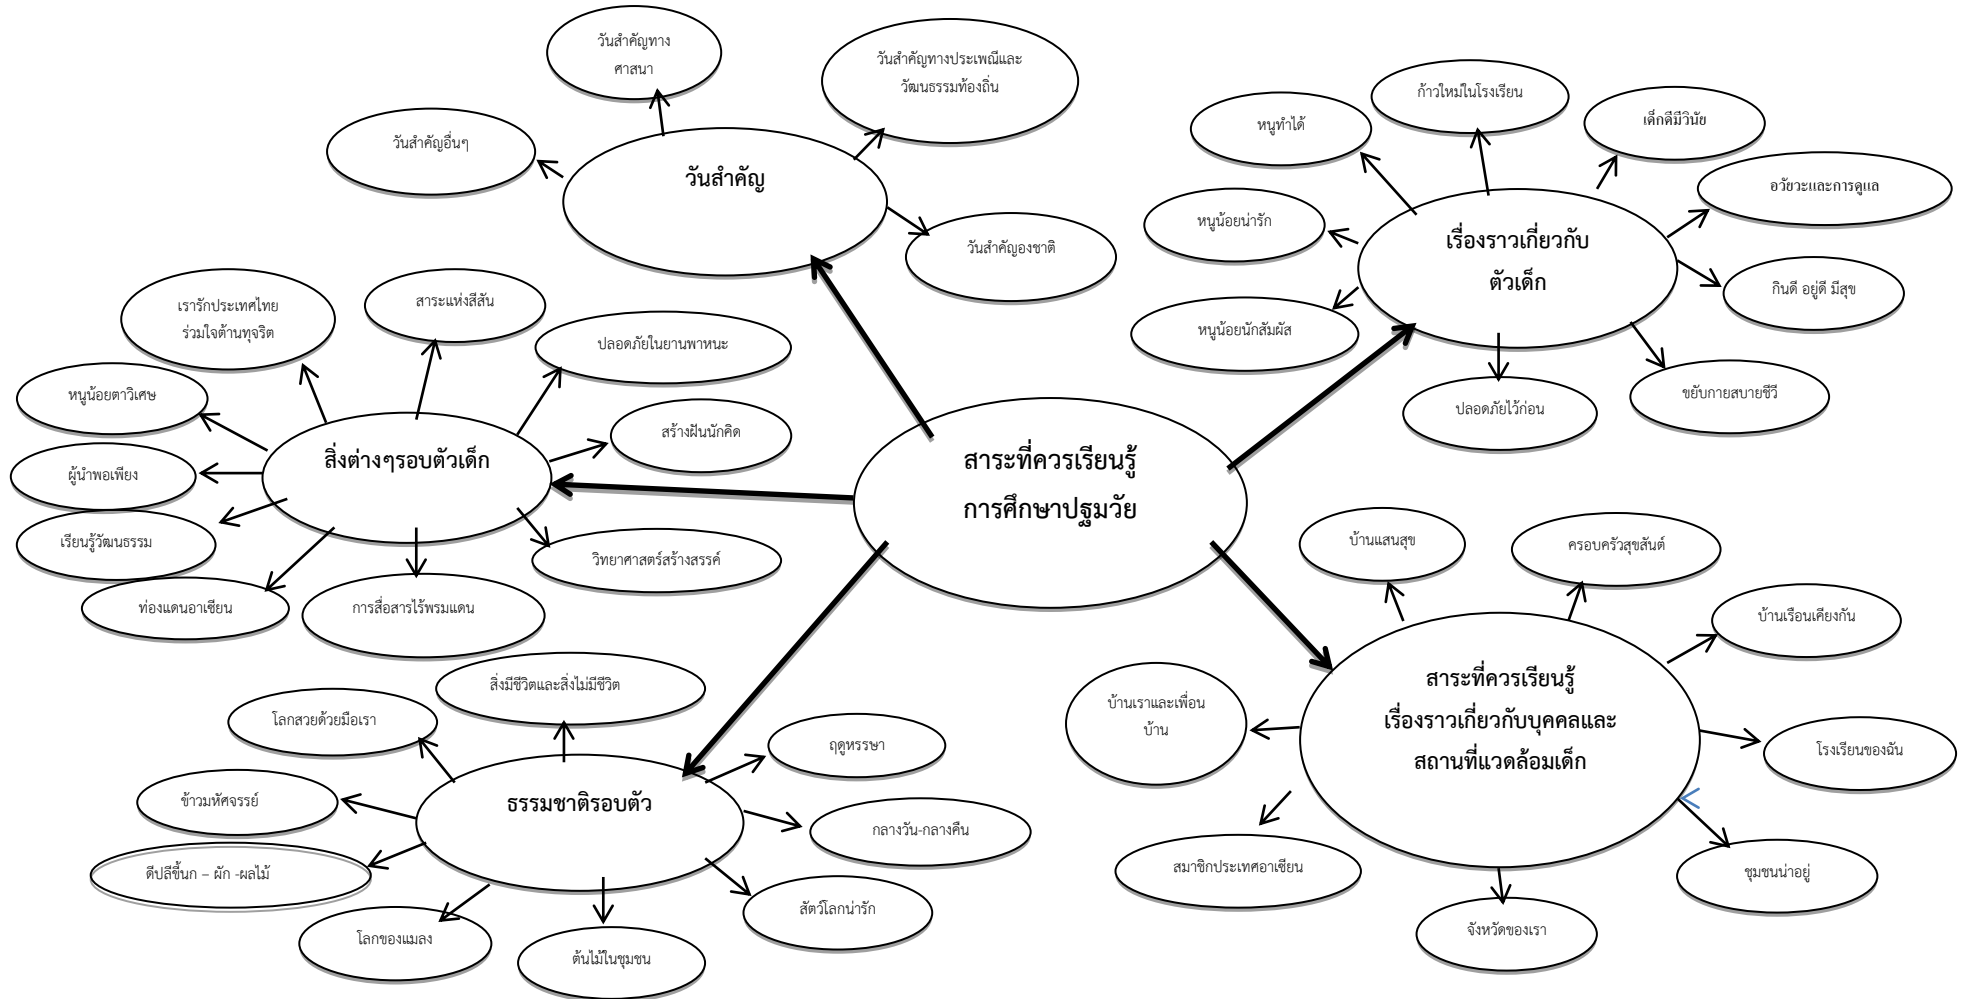 วันสำคัญทาง
ศาสนา
วันสำคัญทางประเพณีและ
วัฒนธรรมท้องถิ่น
วันสำคัญอื่นๆ
วันสำคัญ
วันสำคัญองชาติ
ก้าวใหม่ในโรงเรียน
หนูทำได้
เด็กดีมีวินัย
อวัยวะและการดูแล
หนูน้อยน่ารัก
เรื่องราวเกี่ยวกับ
ตัวเด็ก
กินดี อยู่ดี มีสุข
หนูน้อยนักสัมผัส
ขยับกายสบายชีวี
ปลอดภัยไว้ก่อน
เรารักประเทศไทย
ร่วมใจต้านทุจริต
สาระแห่งสีสัน
ปลอดภัยในยานพาหนะ
หนูน้อยตาวิเศษ
สร้างฝันนักคิด
สิ่งต่างๆรอบตัวเด็ก
ผู้นำพอเพียง
เรียนรู้วัฒนธรรม
วิทยาศาสตร์สร้างสรรค์
ท่องแดนอาเซียน
การสื่อสารไร้พรมแดน
สาระที่ควรเรียนรู้
การศึกษาปฐมวัย
บ้านแสนสุข
ครอบครัวสุขสันต์
บ้านเรือนเคียงกัน
สาระที่ควรเรียนรู้
เรื่องราวเกี่ยวกับบุคคลและ
สถานที่แวดล้อมเด็ก
บ้านเราและเพื่อน
บ้าน
โรงเรียนของฉัน
สมาชิกประเทศอาเซียน
ชุมชนน่าอยู่
จังหวัดของเรา
สิ่งมีชีวิตและสิ่งไม่มีชีวิต
โลกสวยด้วยมือเรา
ฤดูหรรษา
ข้าวมหัศจรรย์
ธรรมชาติรอบตัว
กลางวัน-กลางคืน
ดีปลีขี้นก – ผัก -ผลไม้
สัตว์โลกน่ารัก
โลกของแมลง
ต้นไม้ในชุมชน